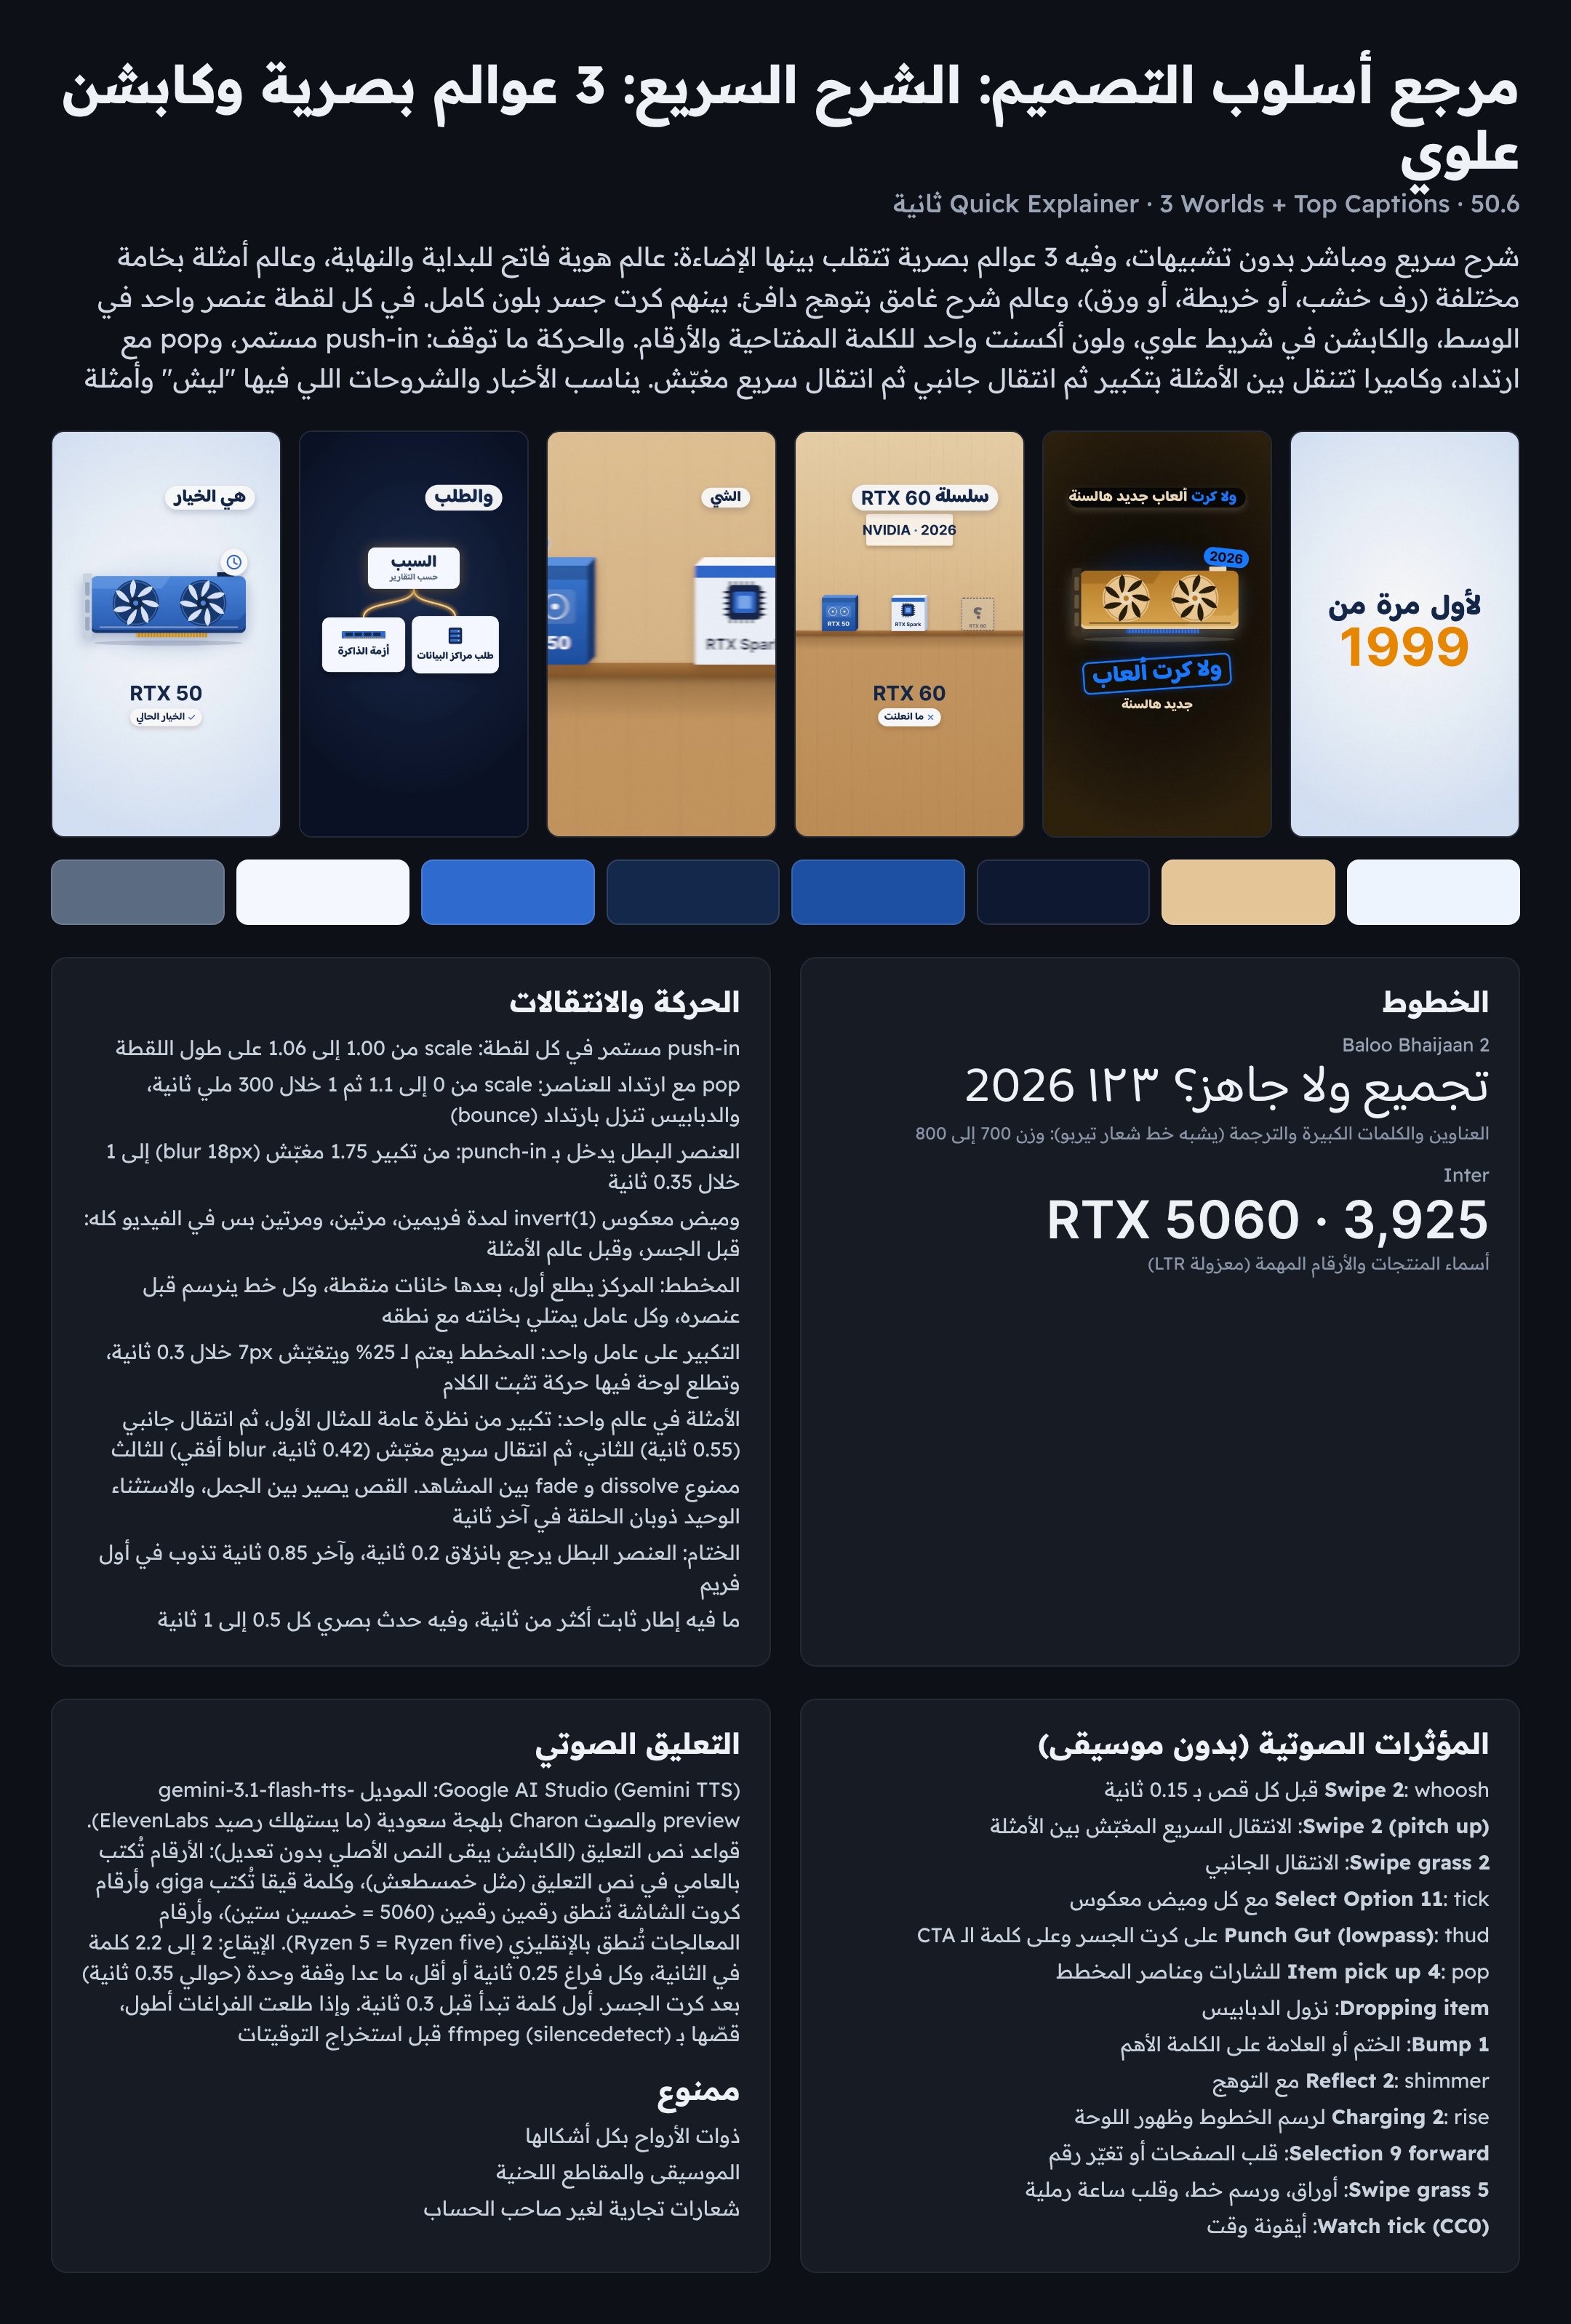 مرجع أسلوب التصميم: الشرح السريع: 3 عوالم بصرية وكابشن
علوي
Quick Explainer · 3 Worlds + Top Captions · 50.6 ثانية
شرح سريع ومباشر بدون تشبيهات، وفيه 3 عوالم بصرية تتقلب بينها الإضاءة: عالم هوية فاتح للبداية والنهاية، وعالم أمثلة بخامة
مختلفة (رف خشب، أو خريطة، أو ورق)، وعالم شرح غامق بتوهج دافئ. بينهم كرت جسر بلون كامل. في كل لقطة عنصر واحد في
الوسط، والكابشن في شريط علوي، ولون أكسنت واحد للكلمة المفتاحية والأرقام. والحركة ما توقف: push-in مستمر، وpop مع
ارتداد، وكاميرا تتنقل بين الأمثلة بتكبير ثم انتقال جانبي ثم انتقال سريع مغبّش. يناسب الأخبار والشروحات اللي فيها "ليش" وأمثلة
لأول مرة من
1999
ولا كرت ألعاب جديد هالسنة
2026
ولا كرت ألعاب
جديد هالسنة
سلسلة RTX 60
NVIDIA · 2026
RTX 50
RTX Spark
؟
RTX 60
RTX 60
× ما انعلنت
الشي
50
RTX Spar
والطلب
السبب
حسب التقارير
طلب مراكز البيانات
أزمة الذاكرة
هي الخيار
RTX 50
✓ الخيار الحالي
الخطوط
Baloo Bhaijaan 2
تجميع ولا جاهز؟ ١٢٣ 2026
العناوين والكلمات الكبيرة والترجمة (يشبه خط شعار تيربو): وزن 700 إلى 800
Inter
RTX 5060 · 3,925
أسماء المنتجات والأرقام المهمة (معزولة LTR)
الحركة والانتقالات
push-in مستمر في كل لقطة: scale من 1.00 إلى 1.06 على طول اللقطة
pop مع ارتداد للعناصر: scale من 0 إلى 1.1 ثم 1 خلال 300 ملي ثانية،
والدبابيس تنزل بارتداد (bounce)
العنصر البطل يدخل بـ punch-in: من تكبير 1.75 مغبّش (blur 18px) إلى 1
خلال 0.35 ثانية
وميض معكوس invert(1) لمدة فريمين، مرتين، ومرتين بس في الفيديو كله:
قبل الجسر، وقبل عالم الأمثلة
المخطط: المركز يطلع أول، بعدها خانات منقطة، وكل خط ينرسم قبل
عنصره، وكل عامل يمتلي بخانته مع نطقه
التكبير على عامل واحد: المخطط يعتم لـ 25% ويتغبّش 7px خلال 0.3 ثانية،
وتطلع لوحة فيها حركة تثبت الكلام
الأمثلة في عالم واحد: تكبير من نظرة عامة للمثال الأول، ثم انتقال جانبي
(0.55 ثانية) للثاني، ثم انتقال سريع مغبّش (0.42 ثانية، blur أفقي) للثالث
ممنوع dissolve و fade بين المشاهد. القص يصير بين الجمل، والاستثناء
الوحيد ذوبان الحلقة في آخر ثانية
الختام: العنصر البطل يرجع بانزلاق 0.2 ثانية، وآخر 0.85 ثانية تذوب في أول
فريم
ما فيه إطار ثابت أكثر من ثانية، وفيه حدث بصري كل 0.5 إلى 1 ثانية
المؤثرات الصوتية (بدون موسيقى)
Swipe 2: whoosh قبل كل قص بـ 0.15 ثانية
Swipe 2 (pitch up): الانتقال السريع المغبّش بين الأمثلة
Swipe grass 2: الانتقال الجانبي
Select Option 11: tick مع كل وميض معكوس
Punch Gut (lowpass): thud على كرت الجسر وعلى كلمة الـ CTA
Item pick up 4: pop للشارات وعناصر المخطط
Dropping item: نزول الدبابيس
Bump 1: الختم أو العلامة على الكلمة الأهم
Reflect 2: shimmer مع التوهج
Charging 2: rise لرسم الخطوط وظهور اللوحة
Selection 9 forward: قلب الصفحات أو تغيّر رقم
Swipe grass 5: أوراق، ورسم خط، وقلب ساعة رملية
Watch tick (CC0): أيقونة وقت
التعليق الصوتي
Google AI Studio (Gemini TTS): الموديل gemini-3.1-flash-tts-
preview والصوت Charon بلهجة سعودية (ما يستهلك رصيد ElevenLabs).
قواعد نص التعليق (الكابشن يبقى النص الأصلي بدون تعديل): الأرقام تُكتب
بالعامي في نص التعليق (مثل خمسطعش)، وكلمة قيقا تُكتب giga، وأرقام
كروت الشاشة تُنطق رقمين رقمين (5060 = خمسين ستين)، وأرقام
المعالجات تُنطق بالإنقليزي (Ryzen 5 = Ryzen five). الإيقاع: 2 إلى 2.2 كلمة
في الثانية، وكل فراغ 0.25 ثانية أو أقل، ما عدا وقفة وحدة (حوالي 0.35 ثانية)
بعد كرت الجسر. أول كلمة تبدأ قبل 0.3 ثانية. وإذا طلعت الفراغات أطول،
قصّها بـ ffmpeg (silencedetect) قبل استخراج التوقيتات
ممنوع
ذوات الأرواح بكل أشكالها
الموسيقى والمقاطع اللحنية
شعارات تجارية لغير صاحب الحساب